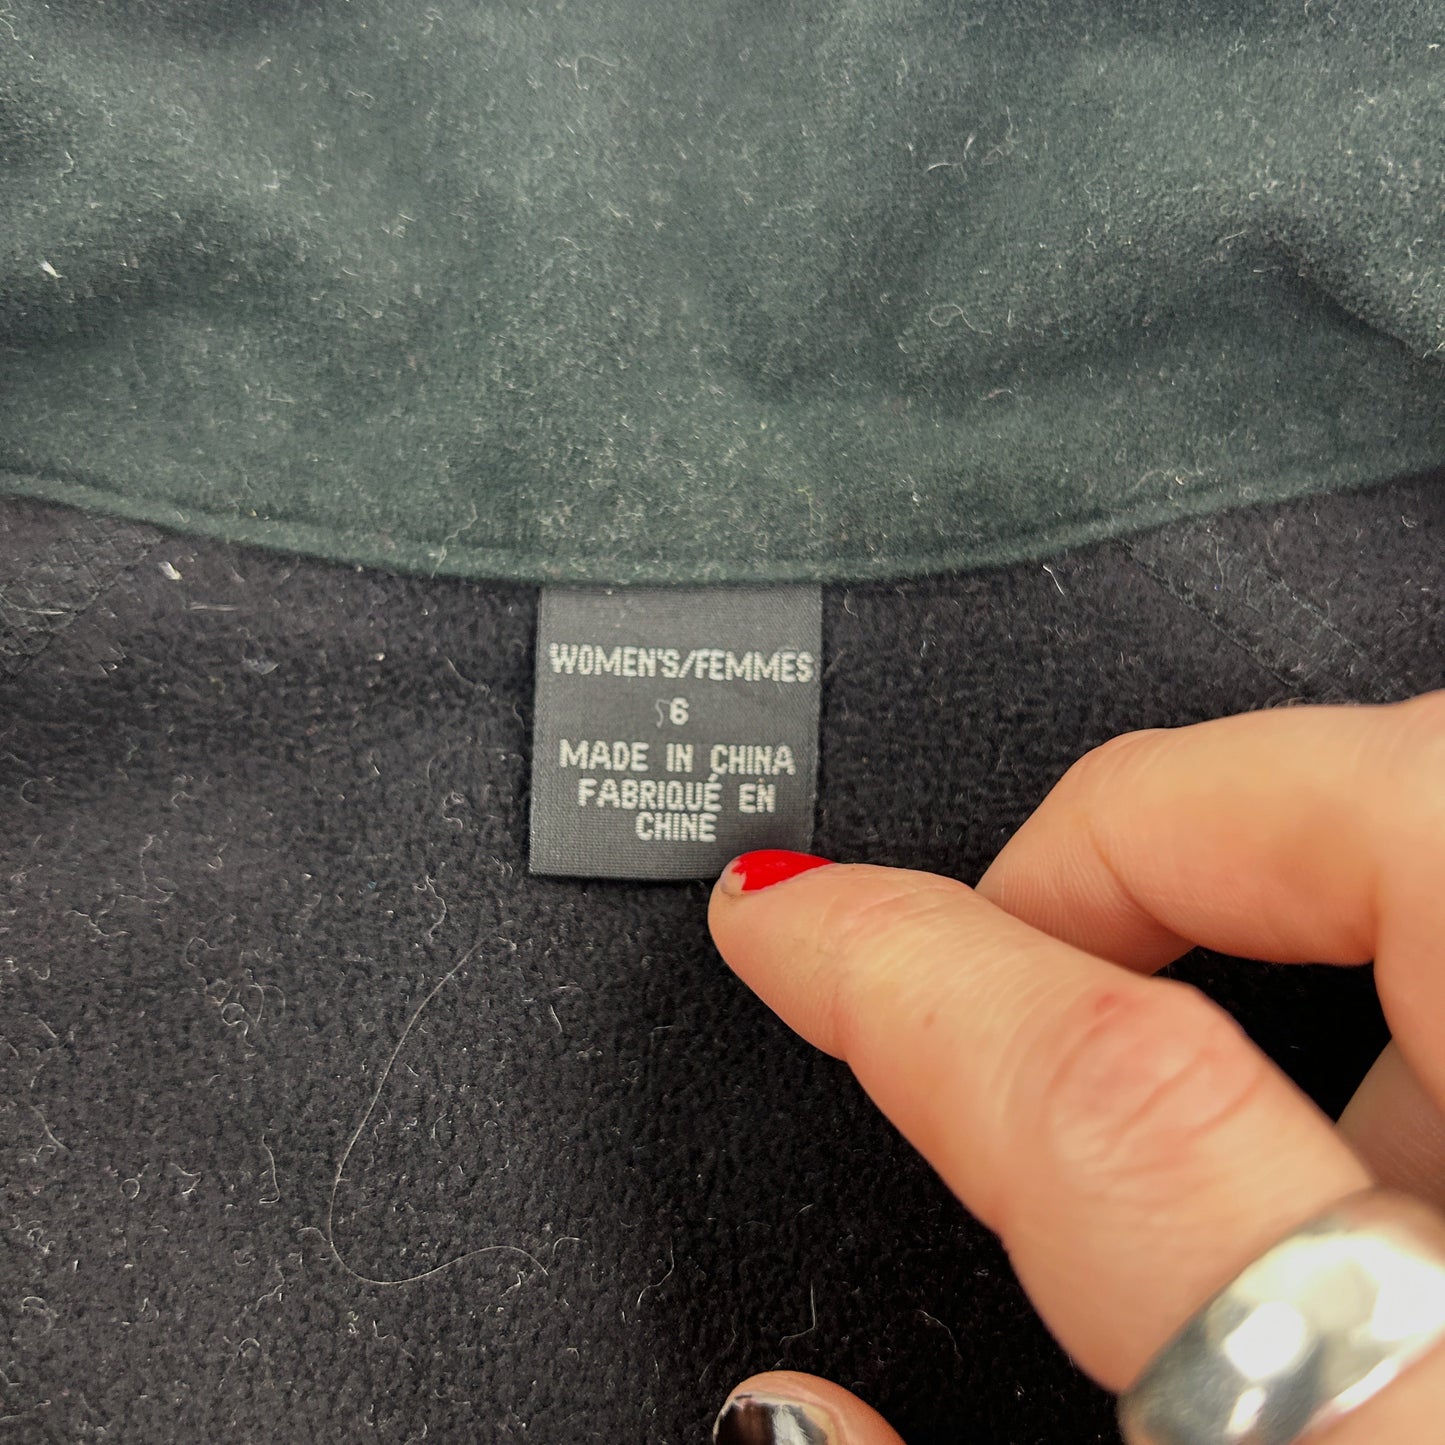 WOMEN'S/FEMMES
6
MADE IN CHINA
FABRIQUÉ EN
CHINE